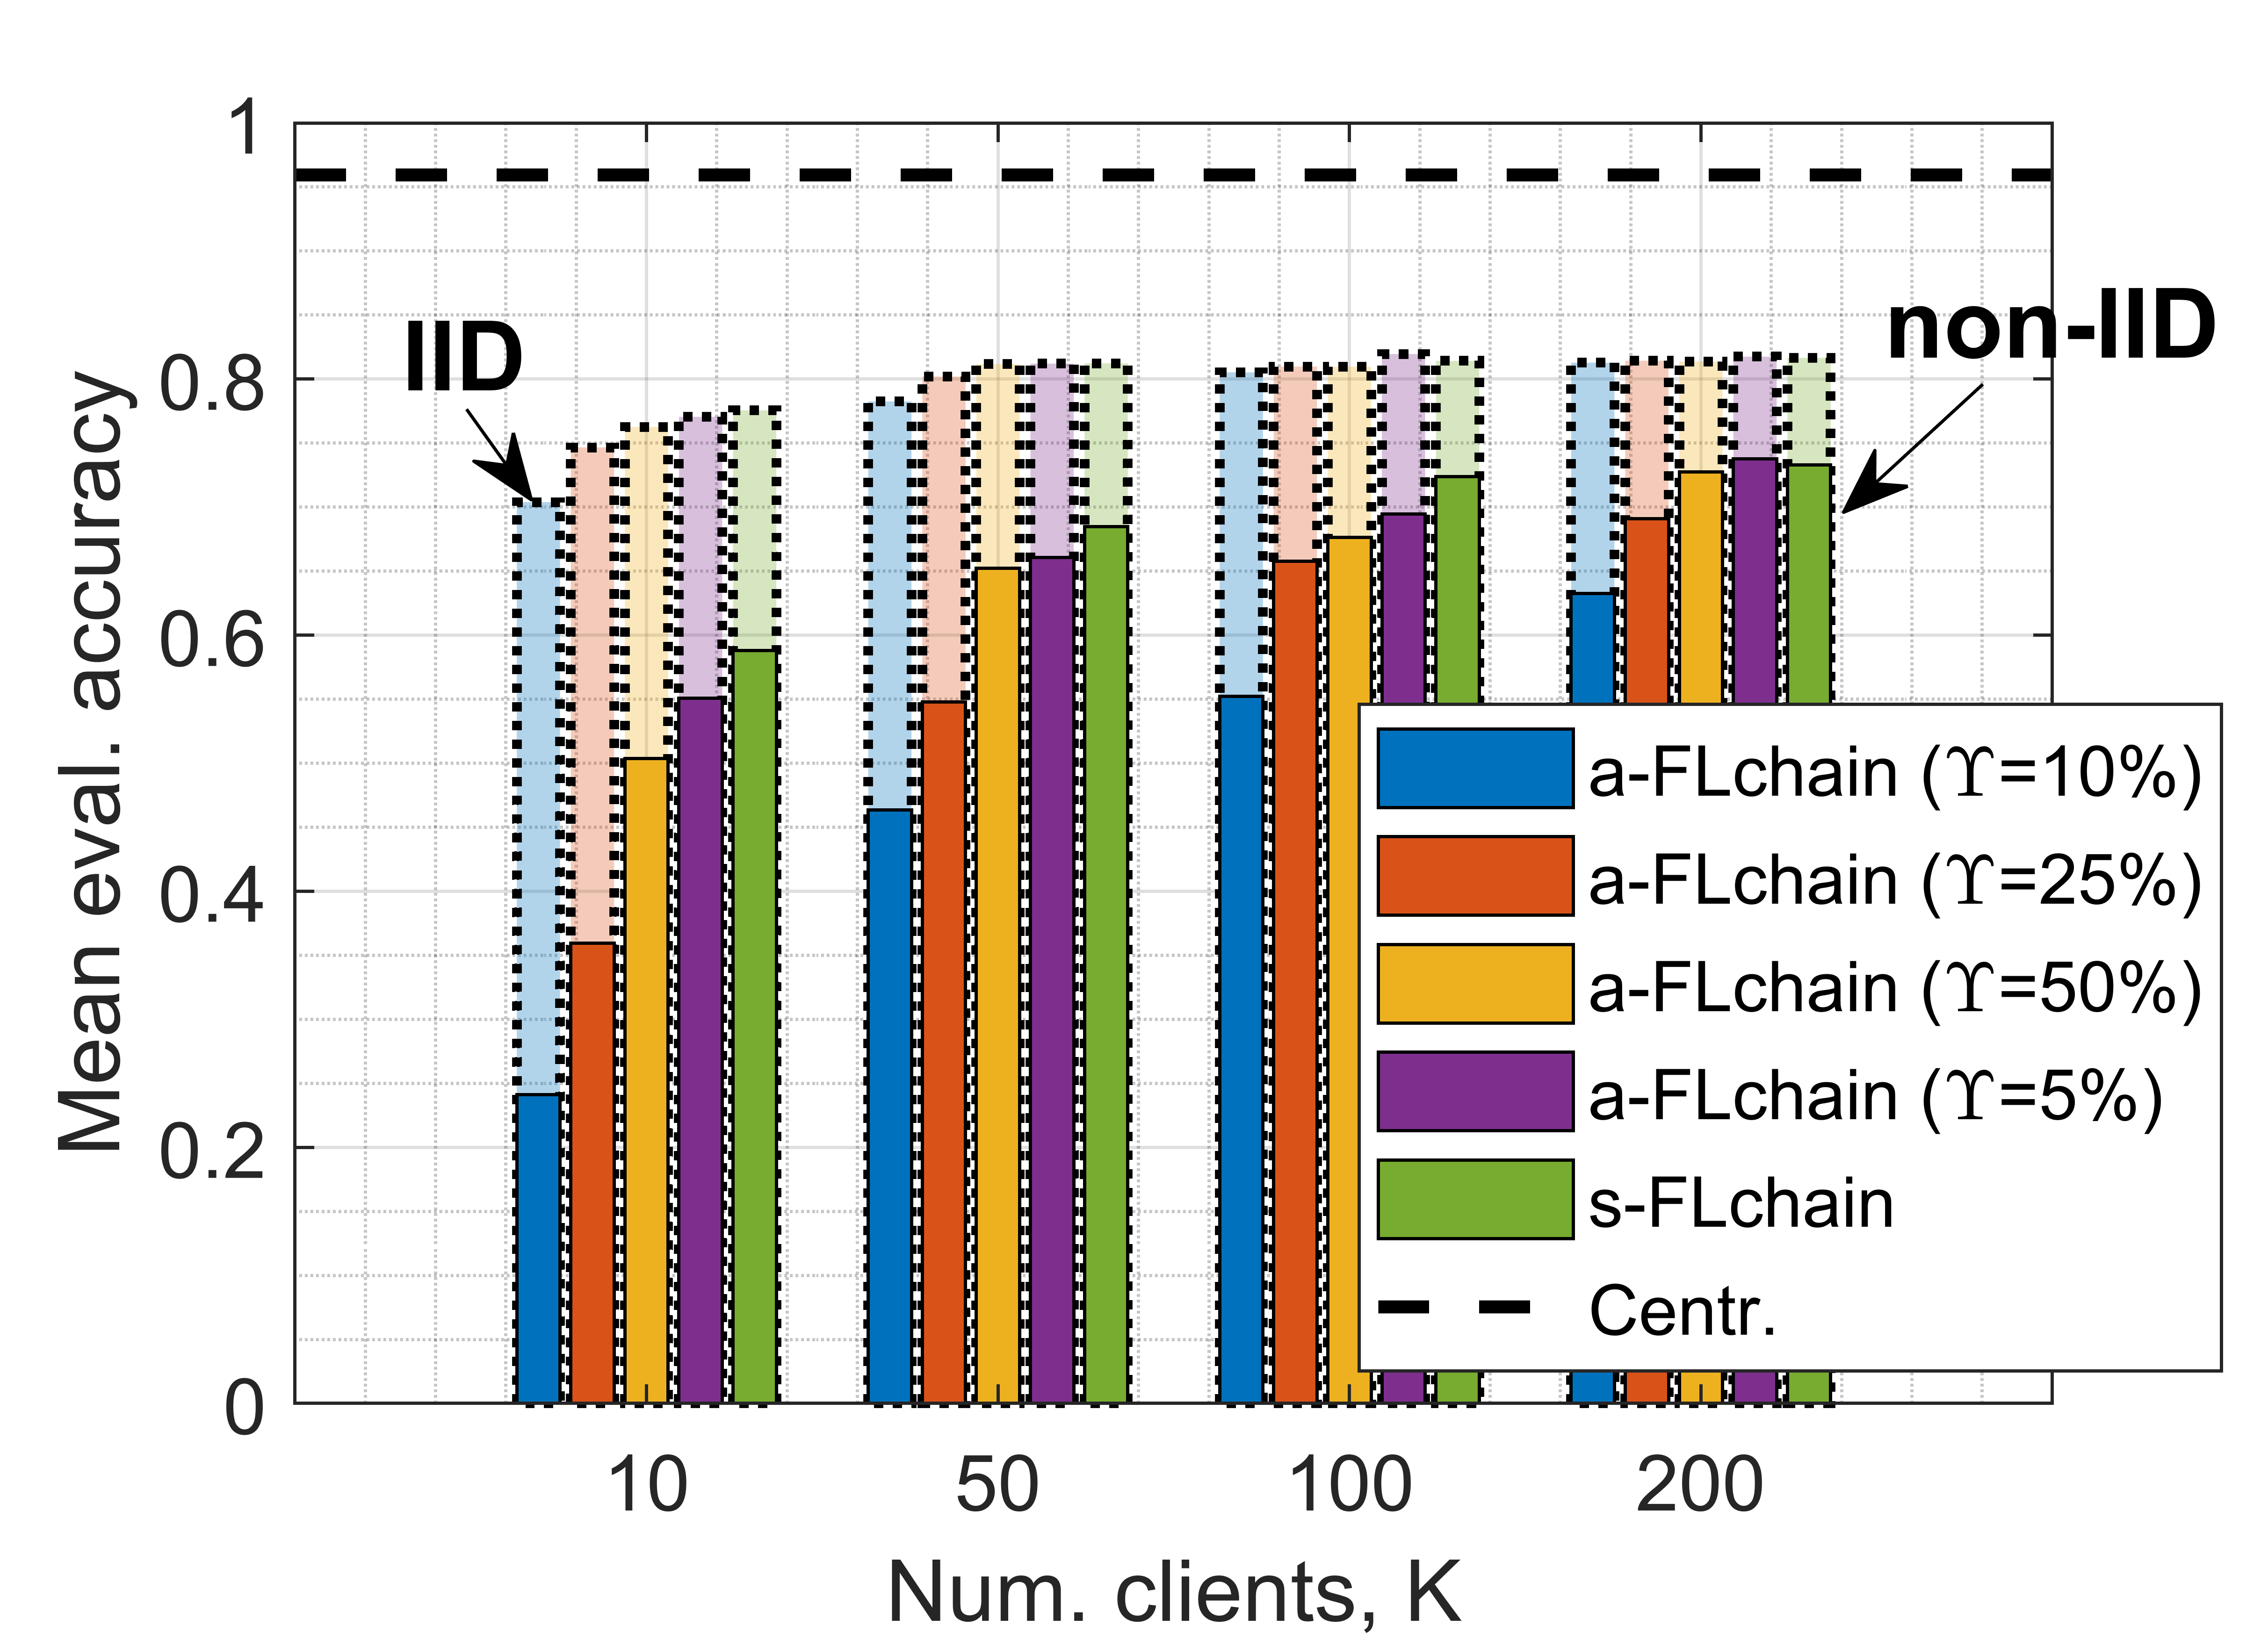 1
0.8
0.6
0.4
0.2
0
Mean eval. accuracy
IID
non-IID
a-FLchain (ϒ=10%)
a-FLchain (ϒ=25%)
a-FLchain (ϒ=50%)
a-FLchain (ϒ=5%)
s-FLchain
Centr.
10 50 100 200
Num. clients, K